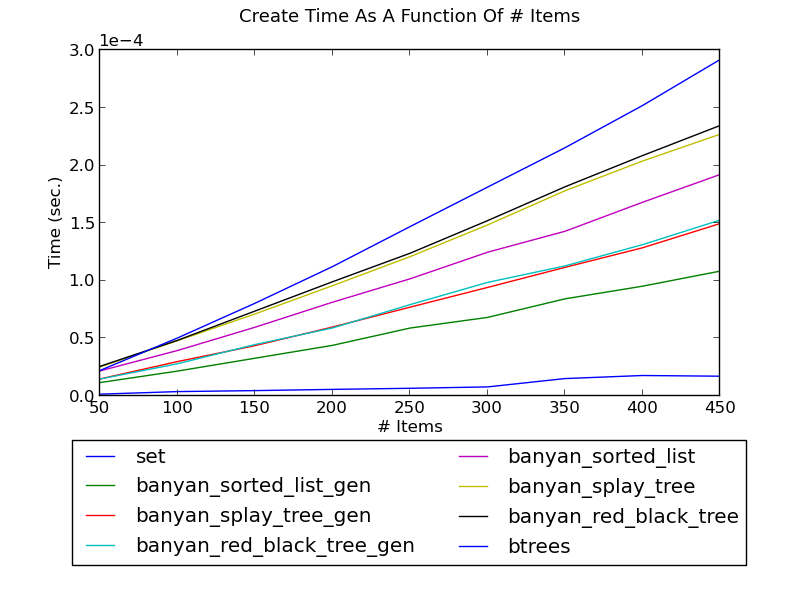 Create Time As A Function Of # Items
1e−4
3.0
2.5
2.0
1.5
1.0
0.5
0.0
Time (sec.)
50 100 150 200 250 300 350 400 450
# Items
set
banyan_sorted_list_gen
banyan_splay_tree_gen
banyan_red_black_tree_gen
banyan_sorted_list
banyan_splay_tree
banyan_red_black_tree
btrees